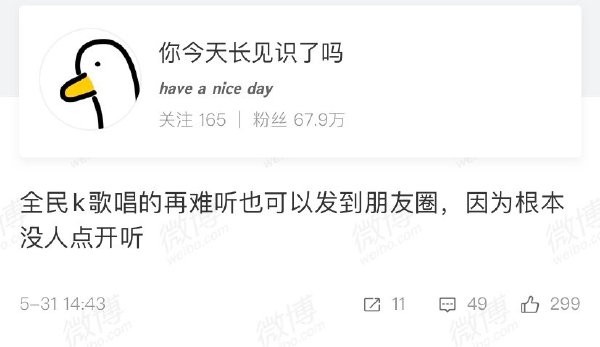 你今天长见识了吗
have a nice day
关注 165 | 粉丝 67.9万
全民k歌唱的再难听也可以发到朋友圈，因为根本
没人点开听
5-31 14:43 11 49 299
微博
weibo.com